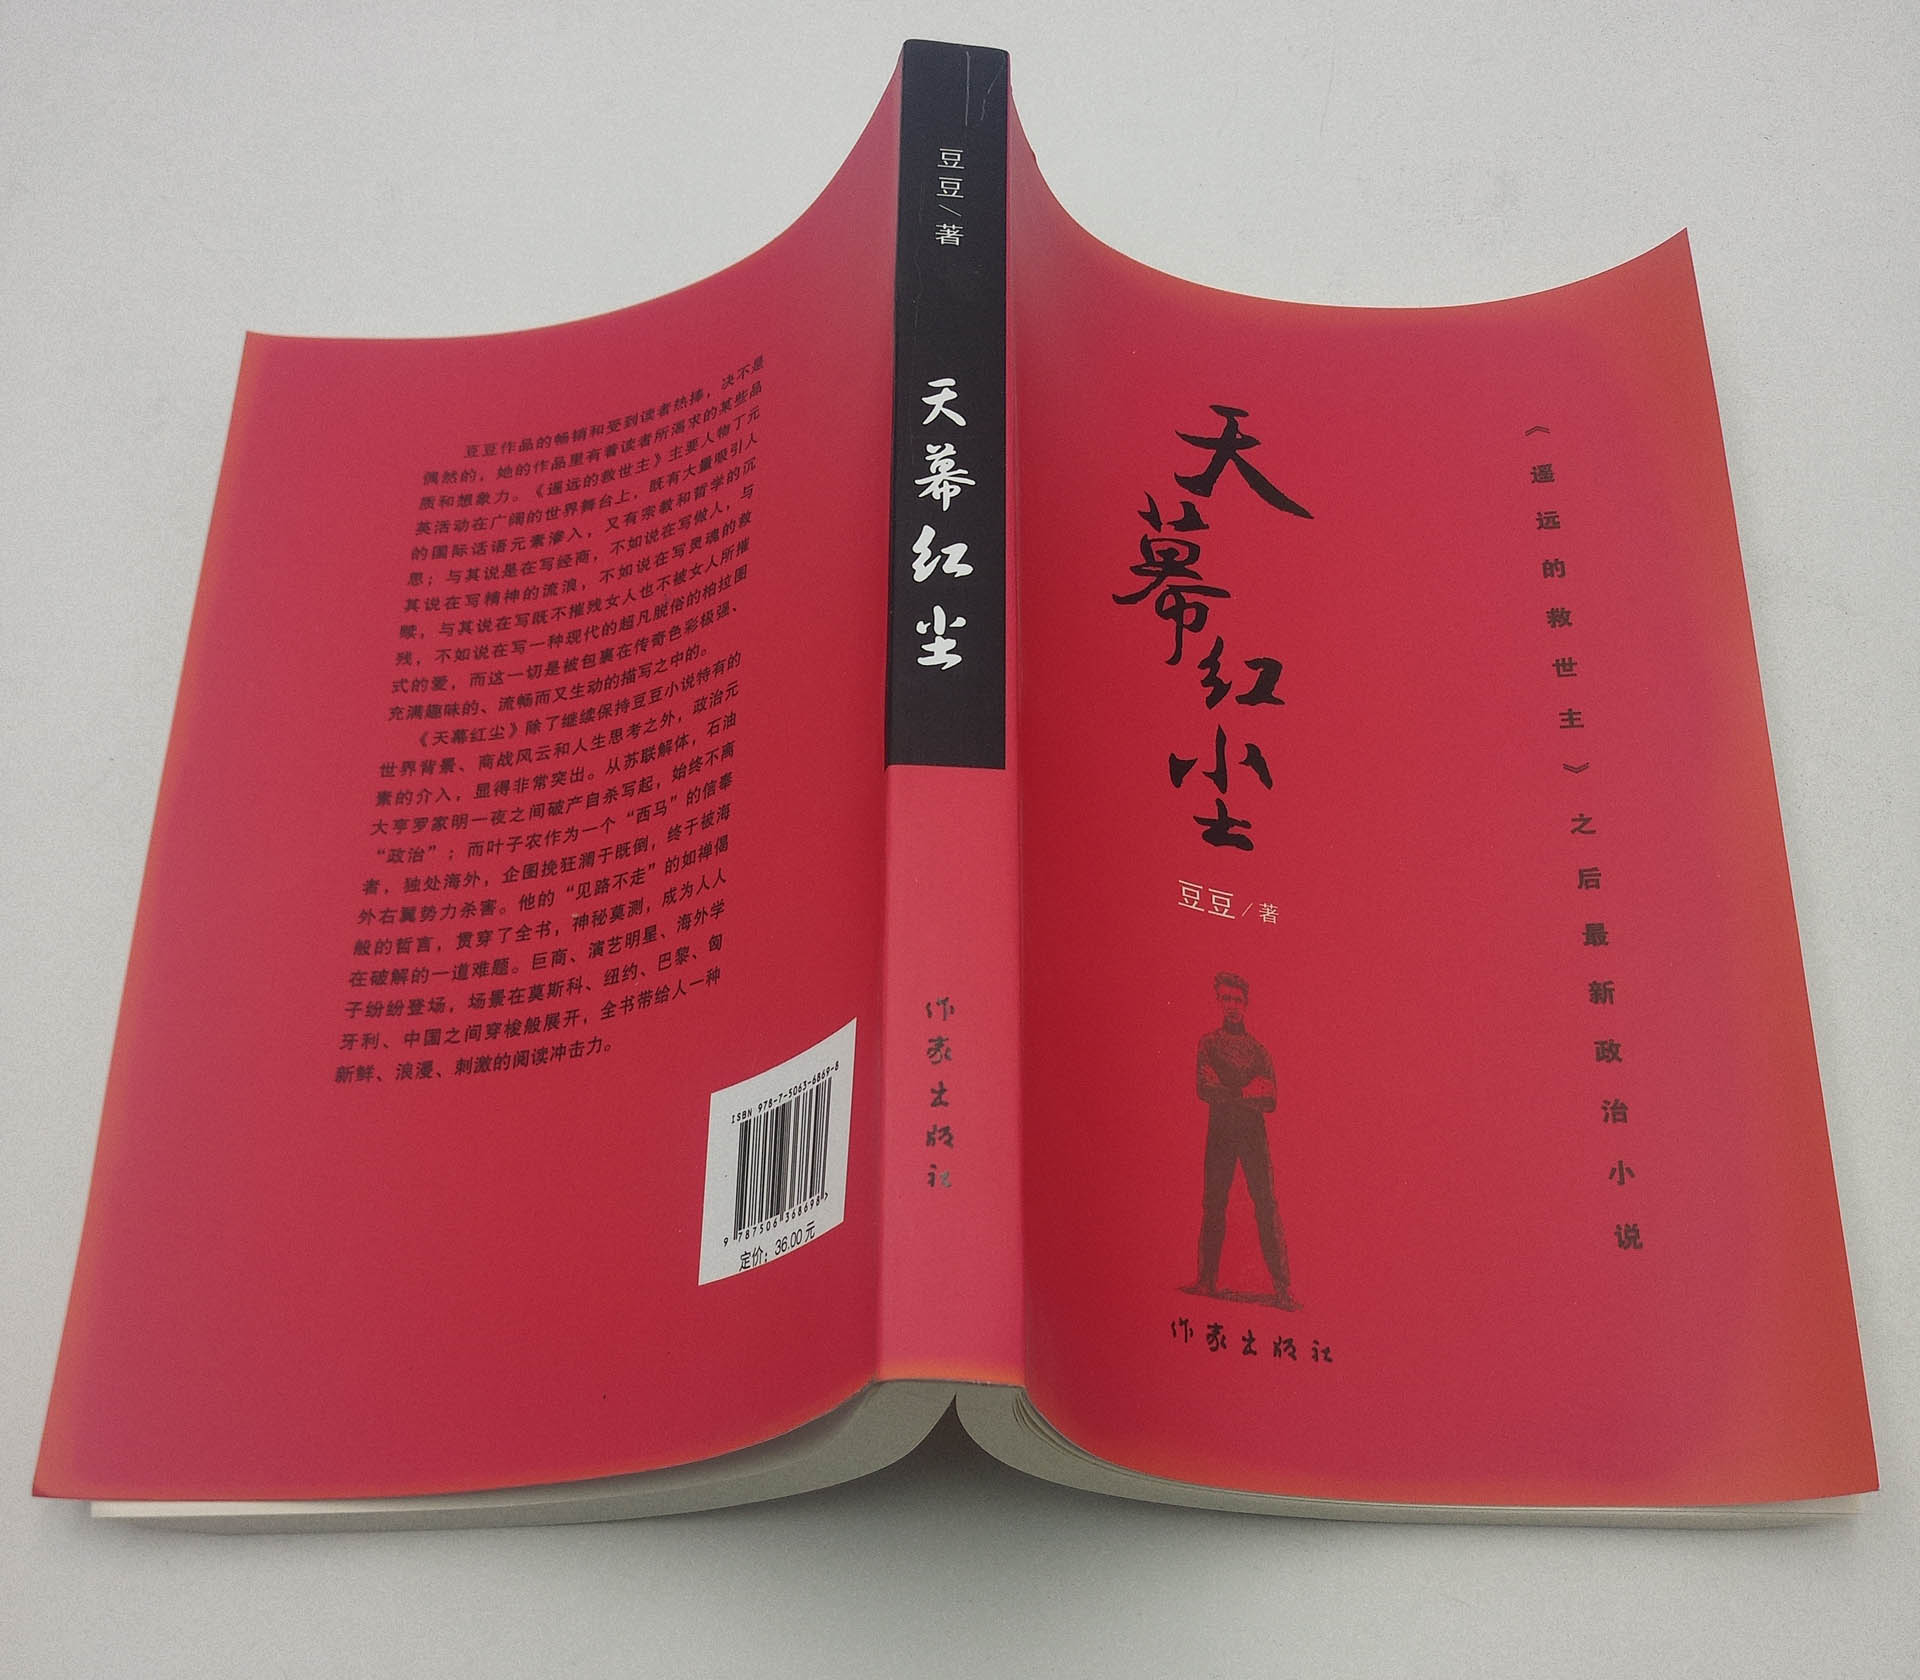 豆豆作品的畅销和受到读者热捧，决不是
偶然的，她的作品里有着读者所渴求的某些品
质和想象力。《遥远的救世主》主要人物丁元
英活动在广阔的世界舞台上，既有大量吸引人
的国际话语元素渗入，又有宗教和哲学的沉
思；与其说是在写经商，不如说在写做人，与
其说在写精神的流浪，不如说在写灵魂的救
赎，与其说在写既不摧残女人也不被女人所摧
残，不如说在写一种现代的超凡脱俗的柏拉图
式的爱，而这一切是被包裹在传奇色彩极强、
充满趣味的、流畅而又生动的描写之中的。
《天幕红尘》除了继续保持豆豆小说特有的
世界背景、商战风云和人生思考之外，政治元
素的介入，显得非常突出。从苏联解体，石油
大亨罗家明一夜之间破产自杀写起，始终不离
“政治”；而叶子农作为一个“西马”的信奉
者，独处海外，企图挽狂澜于既倒，终于被海
外右翼势力杀害。他的“见路不走”的如禅偈
般的哲言，贯穿了全书，神秘莫测，成为人人
在破解的一道难题。巨商、演艺明星、海外学
子纷纷登场，场景在莫斯科、纽约、巴黎、匈
牙利、中国之间穿梭般展开，全书带给人一种
新鲜、浪漫、刺激的阅读冲击力。
ISBN 978-7-5063-6869-8
9 787506 368698 >
定价：36.00 元
豆豆/著
天幕红尘
作家出版社
天幕红尘
豆豆/著
作家出版社
《遥远的救世主》之后最新政治小说